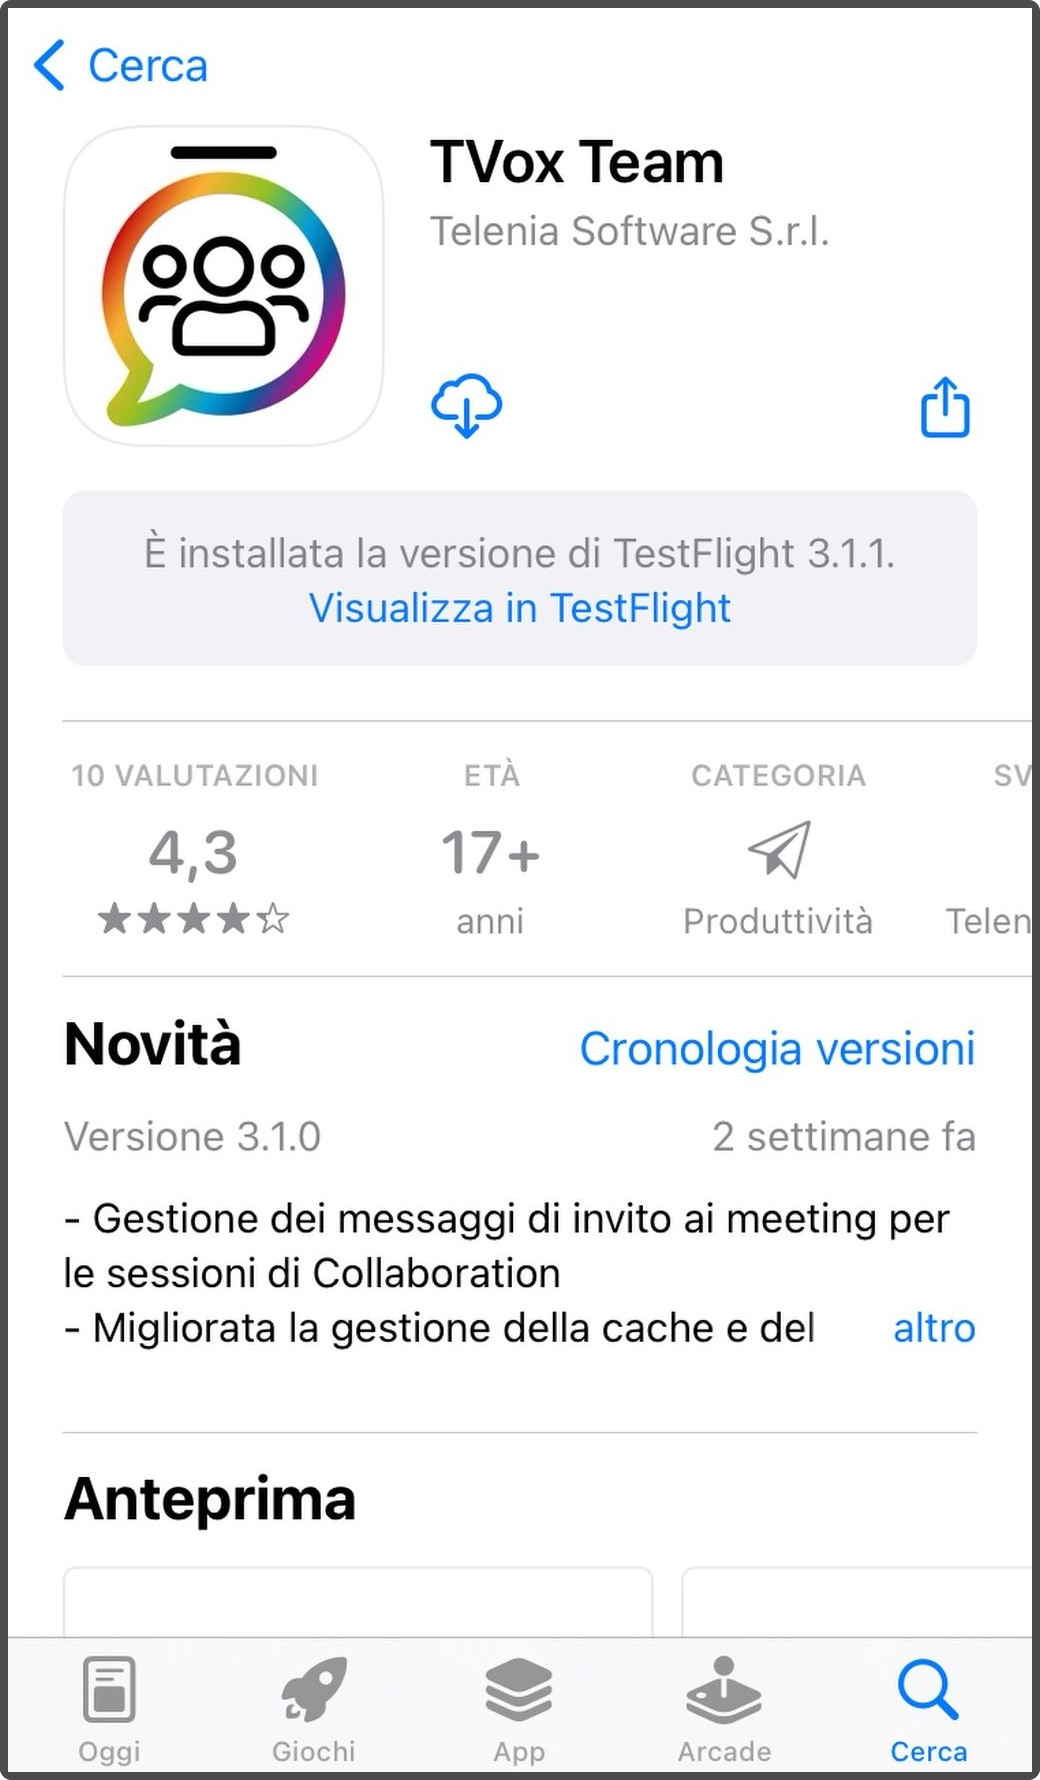 Cerca
TVox Team
Telenia Software S.r.l.
È installata la versione di TestFlight 3.1.1.
Visualizza in TestFlight
10 VALUTAZIONI
4,3
ETÀ
17+
anni
CATEGORIA
Produttività
SV
Telen
Novità
Cronologia versioni
Versione 3.1.0
2 settimane fa
- Gestione dei messaggi di invito ai meeting per
le sessioni di Collaboration
- Migliorata la gestione della cache e del
altro
Anteprima
Oggi
Giochi
App
Arcade
Cerca